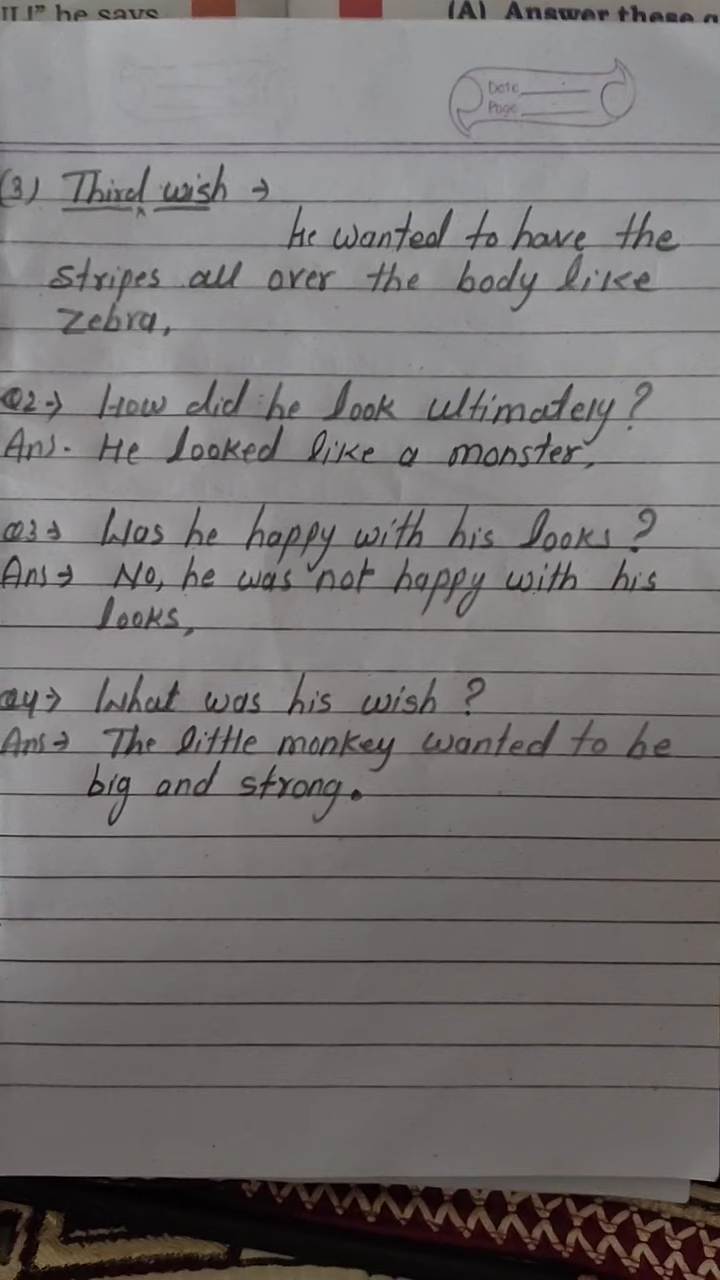 he says
(A) Answer these
Date
Page
(3) Third wish →
He wanted to have the
stripes all over the body like
zebra,
Q2→ How did he look ultimately?
Ans. He looked like a monster,
Q3→ Was he happy with his looks?
Ans→ No, he was not happy with his
looks,
Q4→ What was his wish?
Ans→ The little monkey wanted to be
big and strong.